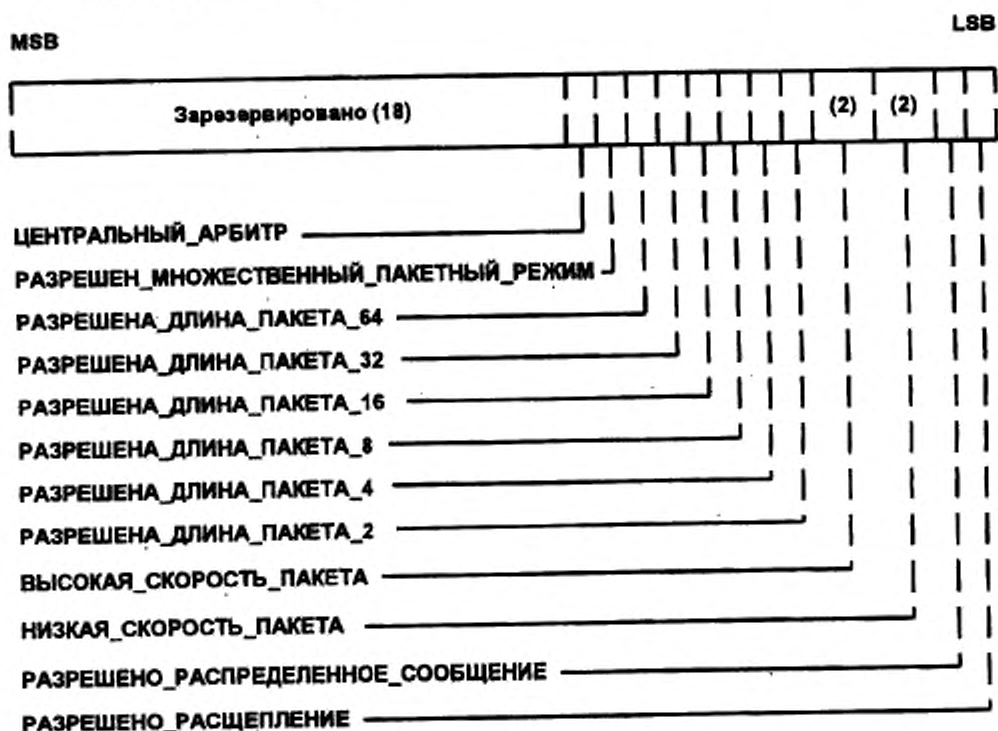 MSB
LSB
Зарезервировано (18)
(2)
(2)
ЦЕНТРАЛЬНЫЙ_АРБИТР
РАЗРЕШЕН_МНОЖЕСТВЕННЫЙ_ПАКЕТНЫЙ_РЕЖИМ
РАЗРЕШЕНА_ДЛИНА_ПАКЕТА_64
РАЗРЕШЕНА_ДЛИНА_ПАКЕТА_32
РАЗРЕШЕНА_ДЛИНА_ПАКЕТА_16
РАЗРЕШЕНА_ДЛИНА_ПАКЕТА_8
РАЗРЕШЕНА_ДЛИНА_ПАКЕТА_4
РАЗРЕШЕНА_ДЛИНА_ПАКЕТА_2
ВЫСОКАЯ_СКОРОСТЬ_ПАКЕТА
НИЗКАЯ_СКОРОСТЬ_ПАКЕТА
РАЗРЕШЕНО_РАСПРЕДЕЛЕННОЕ_СООБЩЕНИЕ
РАЗРЕШЕНО_РАСЩЕПЛЕНИЕ